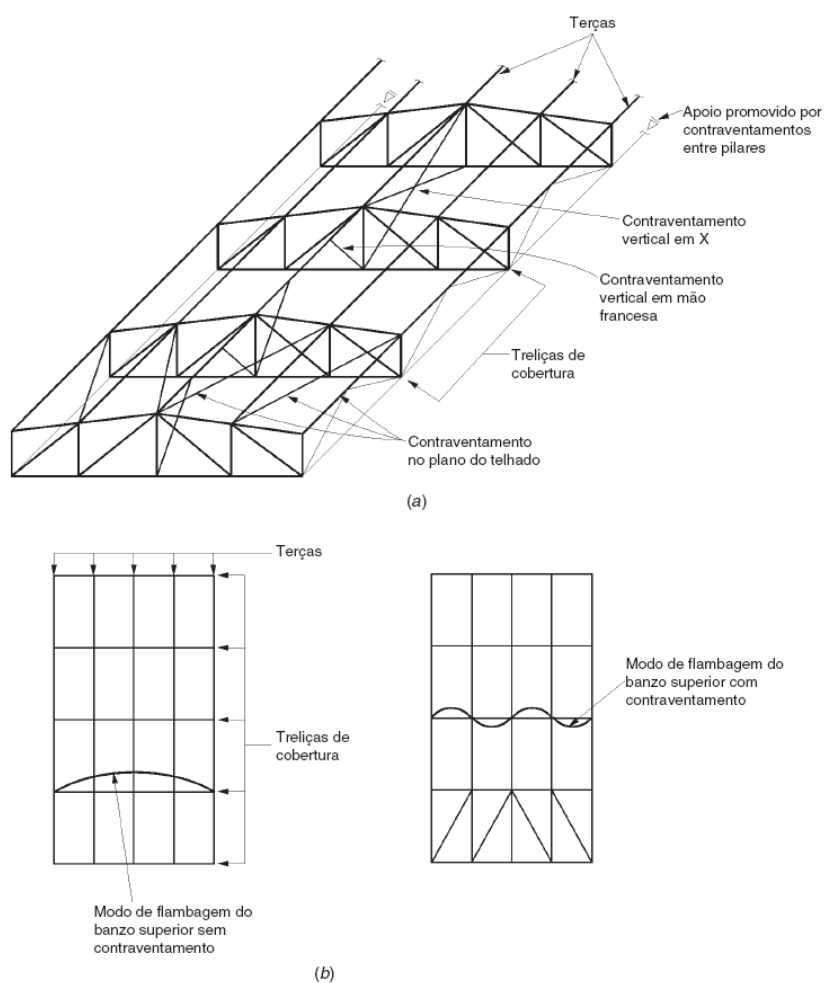 Terças
Apoio promovido por
contraventamentos
entre pilares
Contraventamento
vertical em X
Contraventamento
vertical em mão
francesa
Treliças de
cobertura
Contraventamento
no plano do telhado
(a)
Terças
Treliças de
cobertura
Modo de flambagem do
banzo superior sem
contraventamento
Modo de flambagem do
banzo superior com
contraventamento
(b)